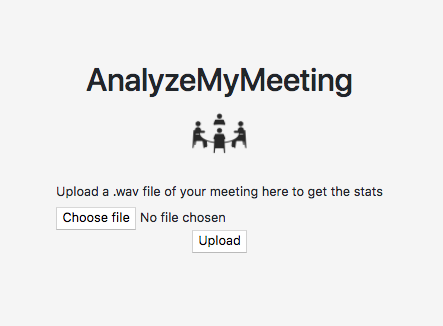 AnalyzeMyMeeting
Upload a .wav file of your meeting here to get the stats
Choose file No file chosen
Upload